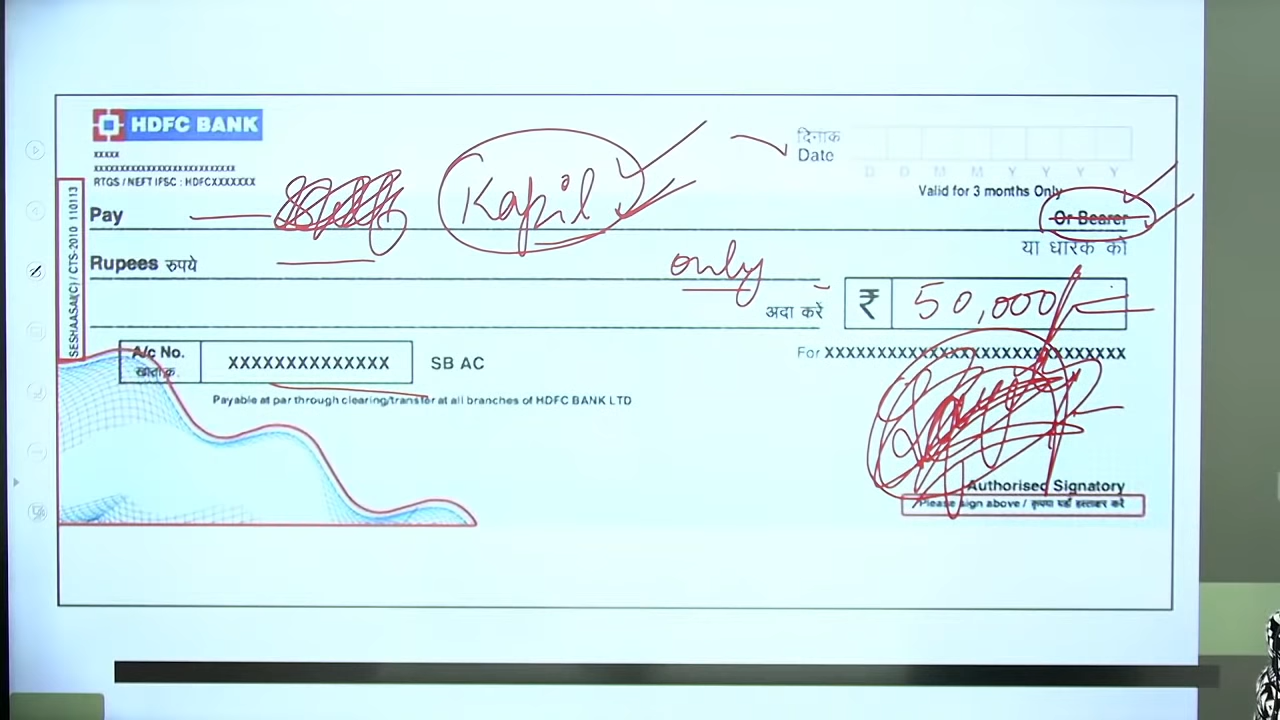 HDFC BANK
xxxxx
xxxxxxxxxxxxxxxxxxxxxxxxxxxxx
RTGS / NEFT IFSC : HDFCXXXXXXX
दिनाक
Date
D D M M Y Y Y Y
Valid for 3 months Only
Pay Kapil Or Bearer
या धारक को
Rupees रुपये only
अदा करें ₹ 50,000/
A/c No. XXXXXXXXXXXXXX SB AC
खाता क्र.
For XXXXXXXXXXXXXXXXXXXXXXXXXXXX
Payable at par through clearing/transfer at all branches of HDFC BANK LTD
Authorised Signatory
Please sign above / कृपया यहाँ हस्ताक्षर करें
SESHAASAI(C) / CTS-2010 110113